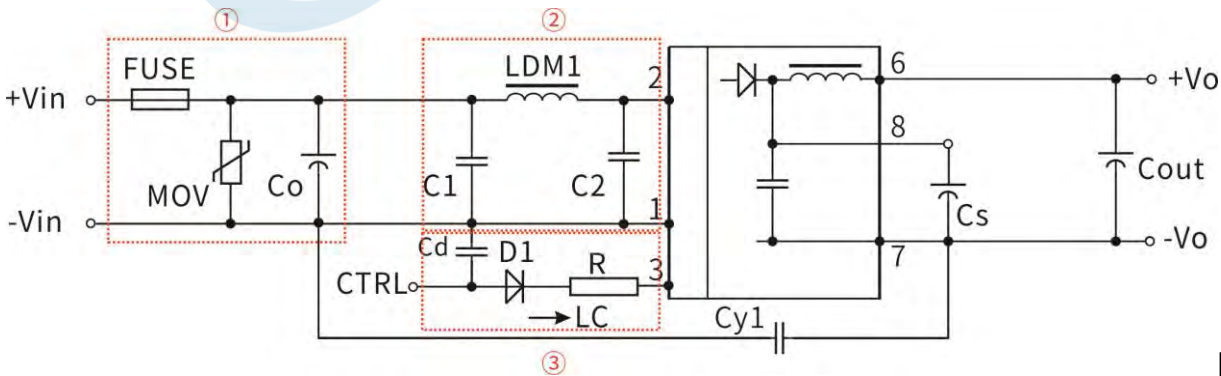 ① ②
FUSE LDM1
+Vin 2 6 +Vo
8
MOV Co C1 C2 Cout
-Vin 1 Cs
Cd D1 R 3 7 -Vo
CTRL
LC Cy1
③